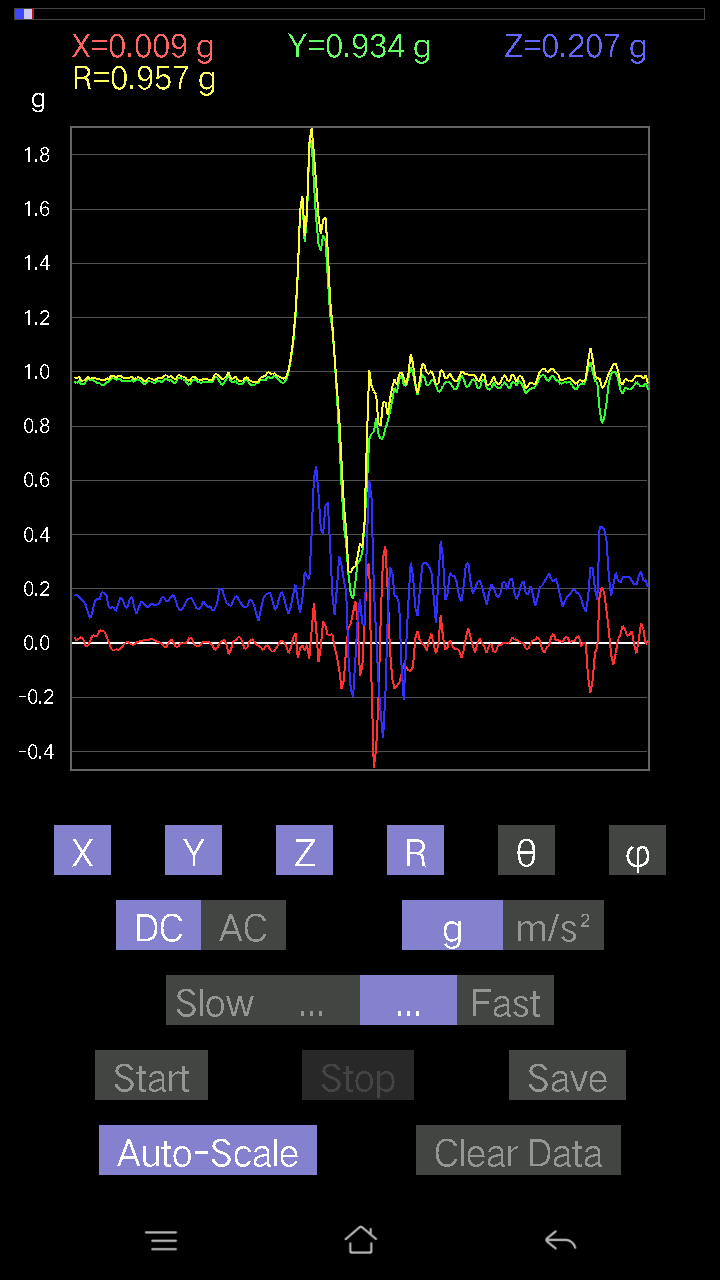 X=0.009 g Y=0.934 g Z=0.207 g
R=0.957 g
g
1.8
1.6
1.4
1.2
1.0
0.8
0.6
0.4
0.2
0.0
-0.2
-0.4
X Y Z R θ φ
DC AC g m/s²
Slow ... ... Fast
Start Stop Save
Auto-Scale Clear Data